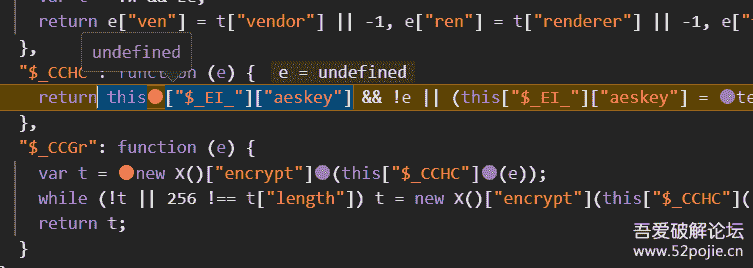 return e["ven"] = t["vendor"] || -1, e["ren"] = t["renderer"] || -1, e["
},
undefined
"$_CCHC": function (e) { e = undefined
return this["$_EI_"]["aeskey"] && !e || (this["$_EI_"]["aeskey"] = te
},
"$_CCGr": function (e) {
var t = new X()["encrypt"](this["$_CCHC"](e));
while (!t || 256 !== t["length"]) t = new X()["encrypt"](this["$_CCHC"](
return t;
}
吾爱破解论坛
www.52pojie.cn